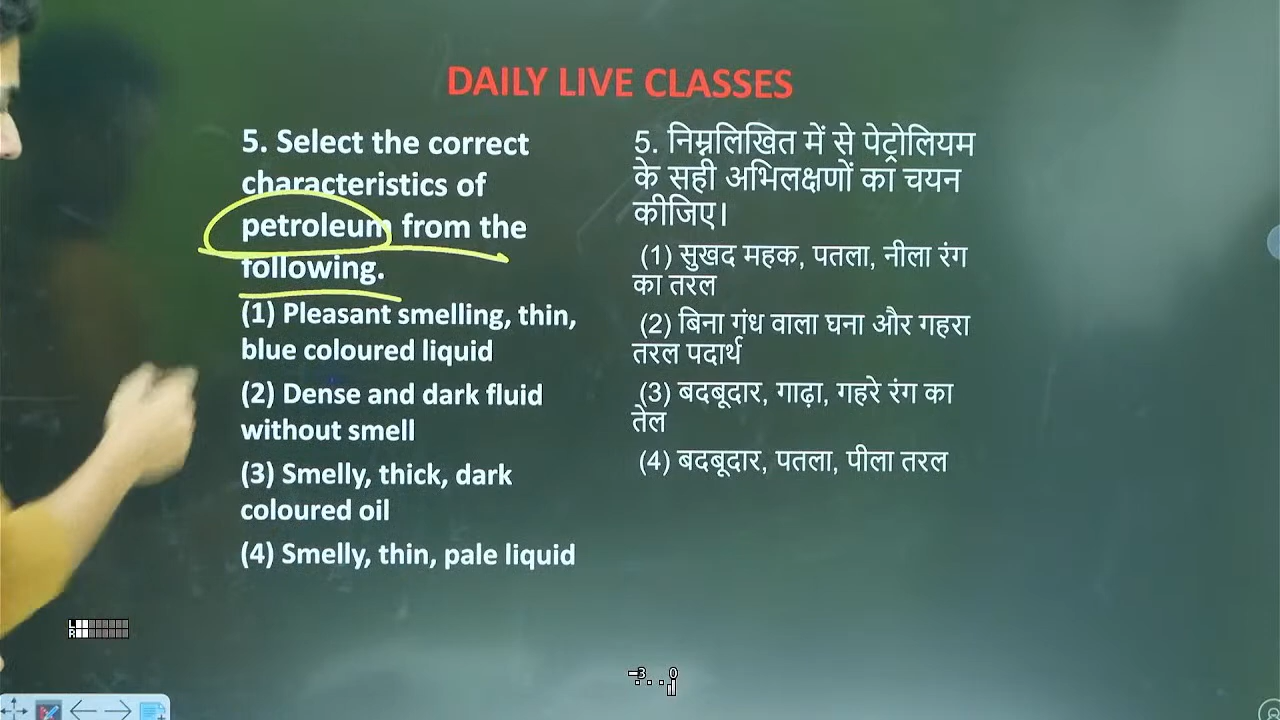 DAILY LIVE CLASSES
5. Select the correct
characteristics of
petroleum from the
following.
(1) Pleasant smelling, thin,
blue coloured liquid
(2) Dense and dark fluid
without smell
(3) Smelly, thick, dark
coloured oil
(4) Smelly, thin, pale liquid
5. निम्नलिखित में से पेट्रोलियम
के सही अभिलक्षणों का चयन
कीजिए।
(1) सुखद महक, पतला, नीला रंग
का तरल
(2) बिना गंध वाला घना और गहरा
तरल पदार्थ
(3) बदबूदार, गाढ़ा, गहरे रंग का
तेल
(4) बदबूदार, पतला, पीला तरल
L
R
-3 0